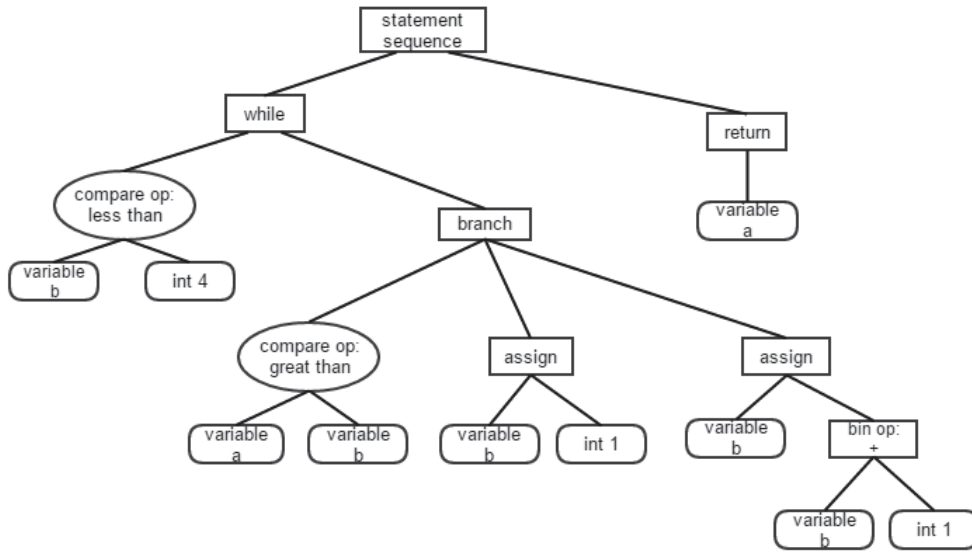 statement
sequence
while
return
compare op:
less than
variable
a
branch
variable
b
int 4
compare op:
great than
assign
assign
variable
a
variable
b
variable
b
int 1
variable
b
bin op:
+
variable
b
int 1